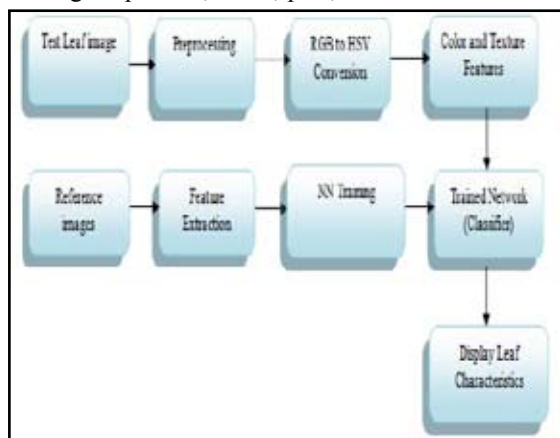 Test Leaf image
Preprocessing
RGB to HSV
Conversion
Color and Texture
Features
Reference
images
Feature
Extraction
NN Training
Trained Network
(Classifier)
Display Leaf
Characteristics